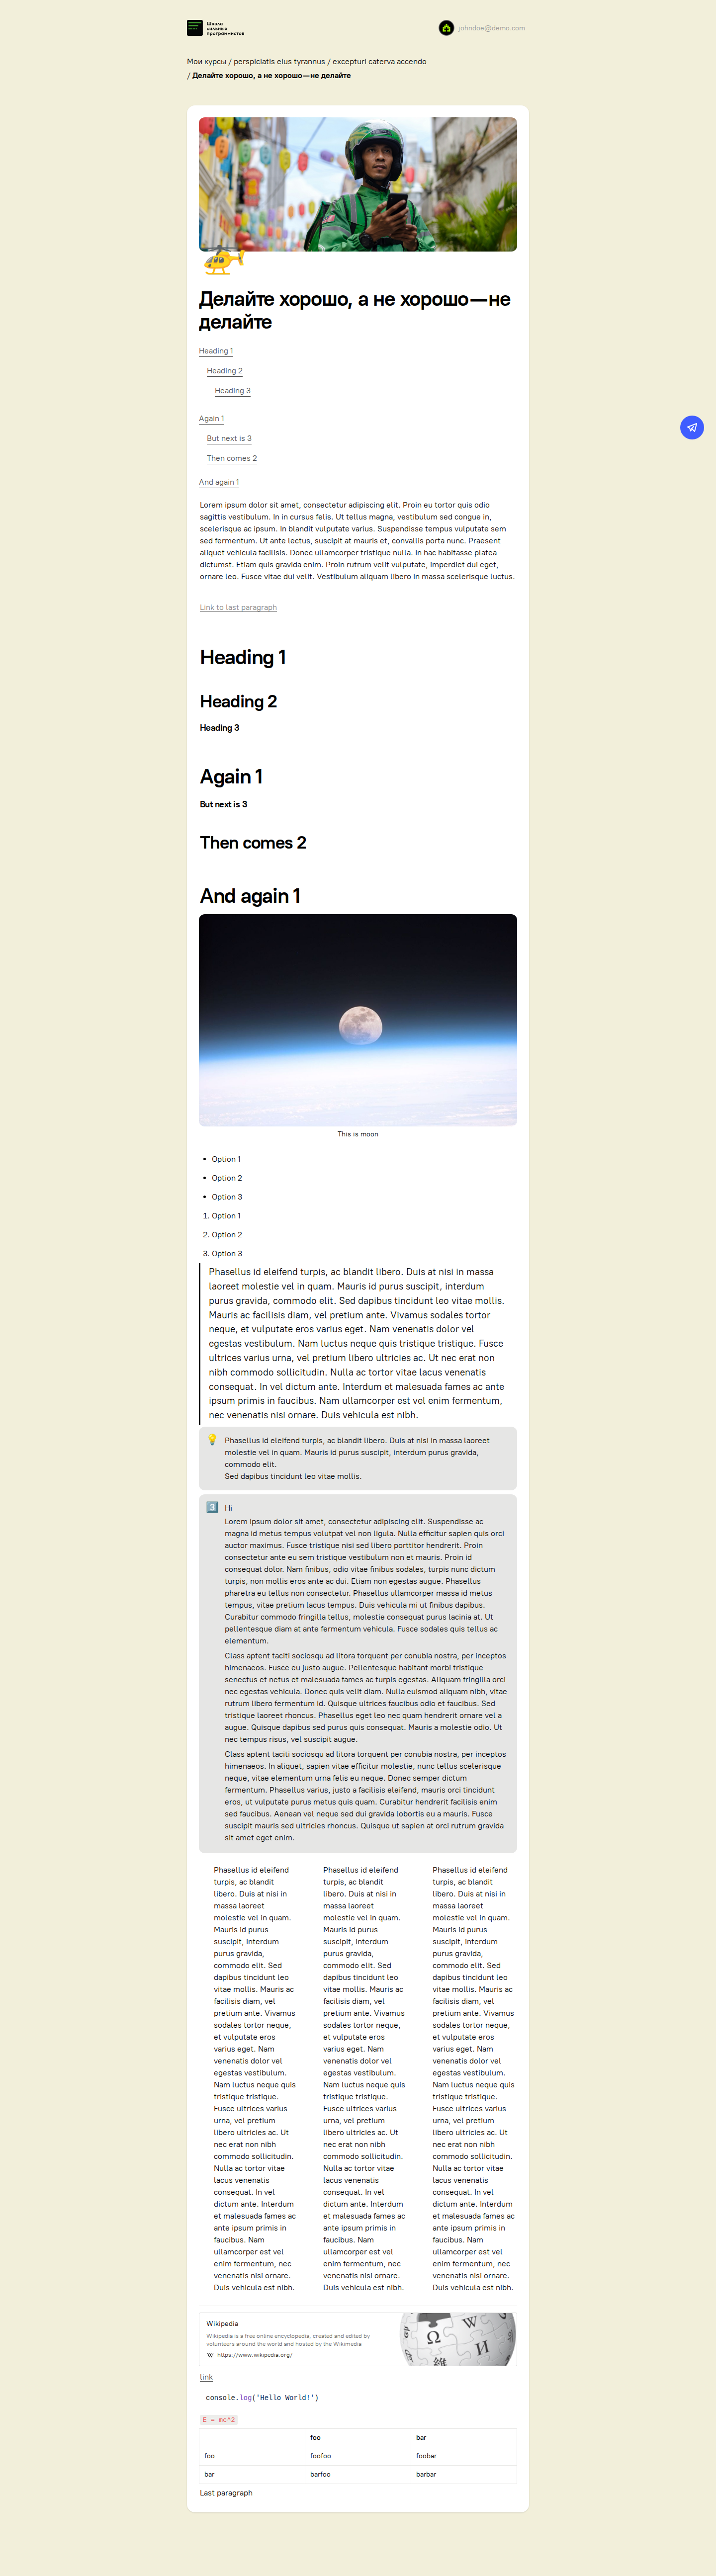 Школа
сильных
программистов
johndoe@demo.com
Мои курсы / perspiciatis eius tyrannus / excepturi caterva accendo
/ Делайте хорошо, а не хорошо — не делайте
Делайте хорошо, а не хорошо — не
делайте
Heading 1
Heading 2
Heading 3
Again 1
But next is 3
Then comes 2
And again 1
Lorem ipsum dolor sit amet, consectetur adipiscing elit. Proin eu tortor quis odio
sagittis vestibulum. In in cursus felis. Ut tellus magna, vestibulum sed congue in,
scelerisque ac ipsum. In blandit vulputate varius. Suspendisse tempus vulputate sem
sed fermentum. Ut ante lectus, suscipit at mauris et, convallis porta nunc. Praesent
aliquet vehicula facilisis. Donec ullamcorper tristique nulla. In hac habitasse platea
dictumst. Etiam quis gravida enim. Proin rutrum velit vulputate, imperdiet dui eget,
ornare leo. Fusce vitae dui velit. Vestibulum aliquam libero in massa scelerisque luctus.
Link to last paragraph
Heading 1
Heading 2
Heading 3
Again 1
But next is 3
Then comes 2
And again 1
This is moon
• Option 1
• Option 2
• Option 3
1. Option 1
2. Option 2
3. Option 3
Phasellus id eleifend turpis, ac blandit libero. Duis at nisi in massa
laoreet molestie vel in quam. Mauris id purus suscipit, interdum
purus gravida, commodo elit. Sed dapibus tincidunt leo vitae mollis.
Mauris ac facilisis diam, vel pretium ante. Vivamus sodales tortor
neque, et vulputate eros varius eget. Nam venenatis dolor vel
egestas vestibulum. Nam luctus neque quis tristique tristique. Fusce
ultrices varius urna, vel pretium libero ultricies ac. Ut nec erat non
nibh commodo sollicitudin. Nulla ac tortor vitae lacus venenatis
consequat. In vel dictum ante. Interdum et malesuada fames ac ante
ipsum primis in faucibus. Nam ullamcorper est vel enim fermentum,
nec venenatis nisi ornare. Duis vehicula est nibh.
Phasellus id eleifend turpis, ac blandit libero. Duis at nisi in massa laoreet
molestie vel in quam. Mauris id purus suscipit, interdum purus gravida,
commodo elit.
Sed dapibus tincidunt leo vitae mollis.
3
Hi
Lorem ipsum dolor sit amet, consectetur adipiscing elit. Suspendisse ac
magna id metus tempus volutpat vel non ligula. Nulla efficitur sapien quis orci
auctor maximus. Fusce tristique nisi sed libero porttitor hendrerit. Proin
consectetur ante eu sem tristique vestibulum non et mauris. Proin id
consequat dolor. Nam finibus, odio vitae finibus sodales, turpis nunc dictum
turpis, non mollis eros ante ac dui. Etiam non egestas augue. Phasellus
pharetra eu tellus non consectetur. Phasellus ullamcorper massa id metus
tempus, vitae pretium lacus tempus. Duis vehicula mi ut finibus dapibus.
Curabitur commodo fringilla tellus, molestie consequat purus lacinia at. Ut
pellentesque diam at ante fermentum vehicula. Fusce sodales quis tellus ac
elementum.
Class aptent taciti sociosqu ad litora torquent per conubia nostra, per inceptos
himenaeos. Fusce eu justo augue. Pellentesque habitant morbi tristique
senectus et netus et malesuada fames ac turpis egestas. Aliquam fringilla orci
nec egestas vehicula. Donec quis velit diam. Nulla euismod aliquam nibh, vitae
rutrum libero fermentum id. Quisque ultrices faucibus odio et faucibus. Sed
tristique laoreet rhoncus. Phasellus eget leo nec quam hendrerit ornare vel a
augue. Quisque dapibus sed purus quis consequat. Mauris a molestie odio. Ut
nec tempus risus, vel suscipit augue.
Class aptent taciti sociosqu ad litora torquent per conubia nostra, per inceptos
himenaeos. In aliquet, sapien vitae efficitur molestie, nunc tellus scelerisque
neque, vitae elementum urna felis eu neque. Donec semper dictum
fermentum. Phasellus varius, justo a facilisis eleifend, mauris orci tincidunt
eros, ut vulputate purus metus quis quam. Curabitur hendrerit facilisis enim
sed faucibus. Aenean vel neque sed dui gravida lobortis eu a mauris. Fusce
suscipit mauris sed ultricies rhoncus. Quisque ut sapien at orci rutrum gravida
sit amet eget enim.
Phasellus id eleifend
turpis, ac blandit
libero. Duis at nisi in
massa laoreet
molestie vel in quam.
Mauris id purus
suscipit, interdum
purus gravida,
commodo elit. Sed
dapibus tincidunt leo
vitae mollis. Mauris ac
facilisis diam, vel
pretium ante. Vivamus
sodales tortor neque,
et vulputate eros
varius eget. Nam
venenatis dolor vel
egestas vestibulum.
Nam luctus neque quis
tristique tristique.
Fusce ultrices varius
urna, vel pretium
libero ultricies ac. Ut
nec erat non nibh
commodo sollicitudin.
Nulla ac tortor vitae
lacus venenatis
consequat. In vel
dictum ante. Interdum
et malesuada fames ac
ante ipsum primis in
faucibus. Nam
ullamcorper est vel
enim fermentum, nec
venenatis nisi ornare.
Duis vehicula est nibh.
Phasellus id eleifend
turpis, ac blandit
libero. Duis at nisi in
massa laoreet
molestie vel in quam.
Mauris id purus
suscipit, interdum
purus gravida,
commodo elit. Sed
dapibus tincidunt leo
vitae mollis. Mauris ac
facilisis diam, vel
pretium ante. Vivamus
sodales tortor neque,
et vulputate eros
varius eget. Nam
venenatis dolor vel
egestas vestibulum.
Nam luctus neque quis
tristique tristique.
Fusce ultrices varius
urna, vel pretium
libero ultricies ac. Ut
nec erat non nibh
commodo sollicitudin.
Nulla ac tortor vitae
lacus venenatis
consequat. In vel
dictum ante. Interdum
et malesuada fames ac
ante ipsum primis in
faucibus. Nam
ullamcorper est vel
enim fermentum, nec
venenatis nisi ornare.
Duis vehicula est nibh.
Phasellus id eleifend
turpis, ac blandit
libero. Duis at nisi in
massa laoreet
molestie vel in quam.
Mauris id purus
suscipit, interdum
purus gravida,
commodo elit. Sed
dapibus tincidunt leo
vitae mollis. Mauris ac
facilisis diam, vel
pretium ante. Vivamus
sodales tortor neque,
et vulputate eros
varius eget. Nam
venenatis dolor vel
egestas vestibulum.
Nam luctus neque quis
tristique tristique.
Fusce ultrices varius
urna, vel pretium
libero ultricies ac. Ut
nec erat non nibh
commodo sollicitudin.
Nulla ac tortor vitae
lacus venenatis
consequat. In vel
dictum ante. Interdum
et malesuada fames ac
ante ipsum primis in
faucibus. Nam
ullamcorper est vel
enim fermentum, nec
venenatis nisi ornare.
Duis vehicula est nibh.
Wikipedia
Wikipedia is a free online encyclopedia, created and edited by
volunteers around the world and hosted by the Wikimedia
W https://www.wikipedia.org/
Ω W И
維
link
console.log('Hello World!')
E = mc^2
foo bar
foo foofoo foobar
bar barfoo barbar
Last paragraph